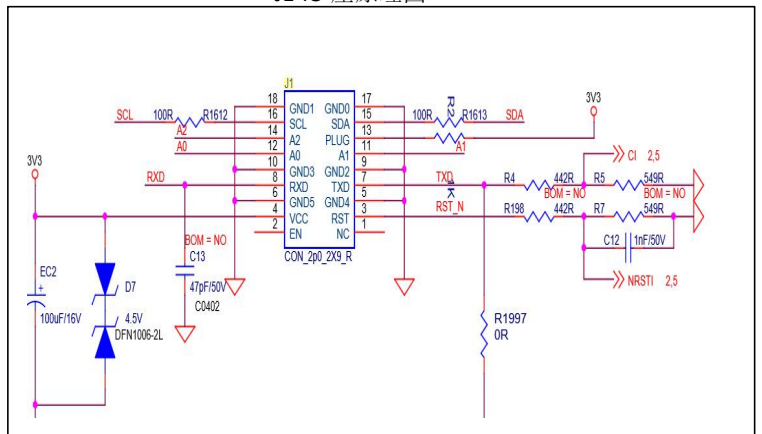 J1
18 GND1 GND0 17
SCL 100R R1612 16 SCL SDA 15 100R R1613 SDA
R2
3V3
A2 14 A2 PLUG 13
A0 12 A0 A1 11 A1
10 GND3 GND2 9
RXD 8 RXD TXD 7 TXD R4 442R R5 549R
CI 2,5
BOM = NO BOM = NO
1K
6 GND5 GND4 5
3V3
4 VCC RST 3 RST_N R198 442R R7 549R
2 EN NC 1
CON_2p0_2X9_R
BOM = NO
C13
47pF/50V
C0402
C12 1nF/50V
NRSTI 2,5
EC2
+
100uF/16V
D7
4.5V
DFN1006-2L
R1997
0R